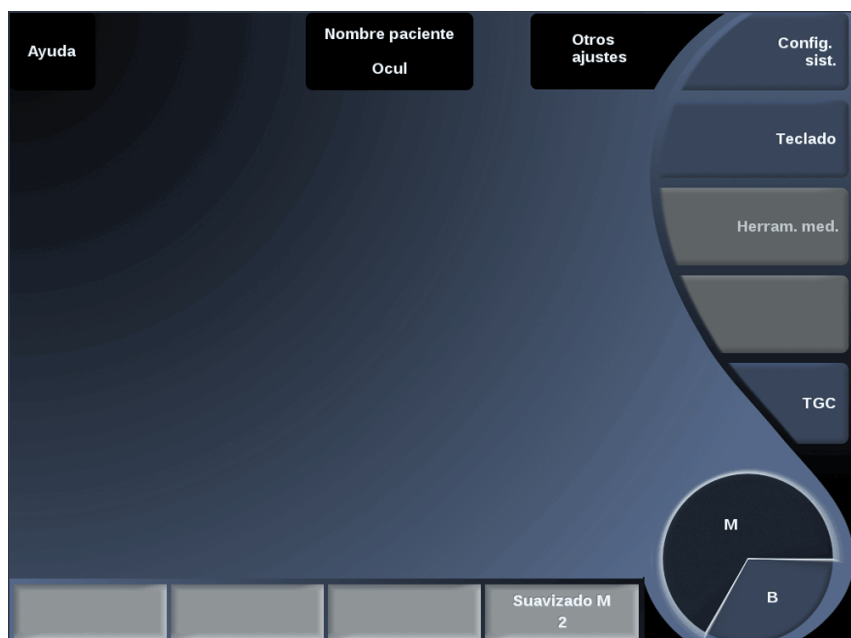 Ayuda
Nombre paciente
Ocul
Otros
ajustes
Config.
sist.
Teclado
Herram. med.
TGC
M
B
Suavizado M
2